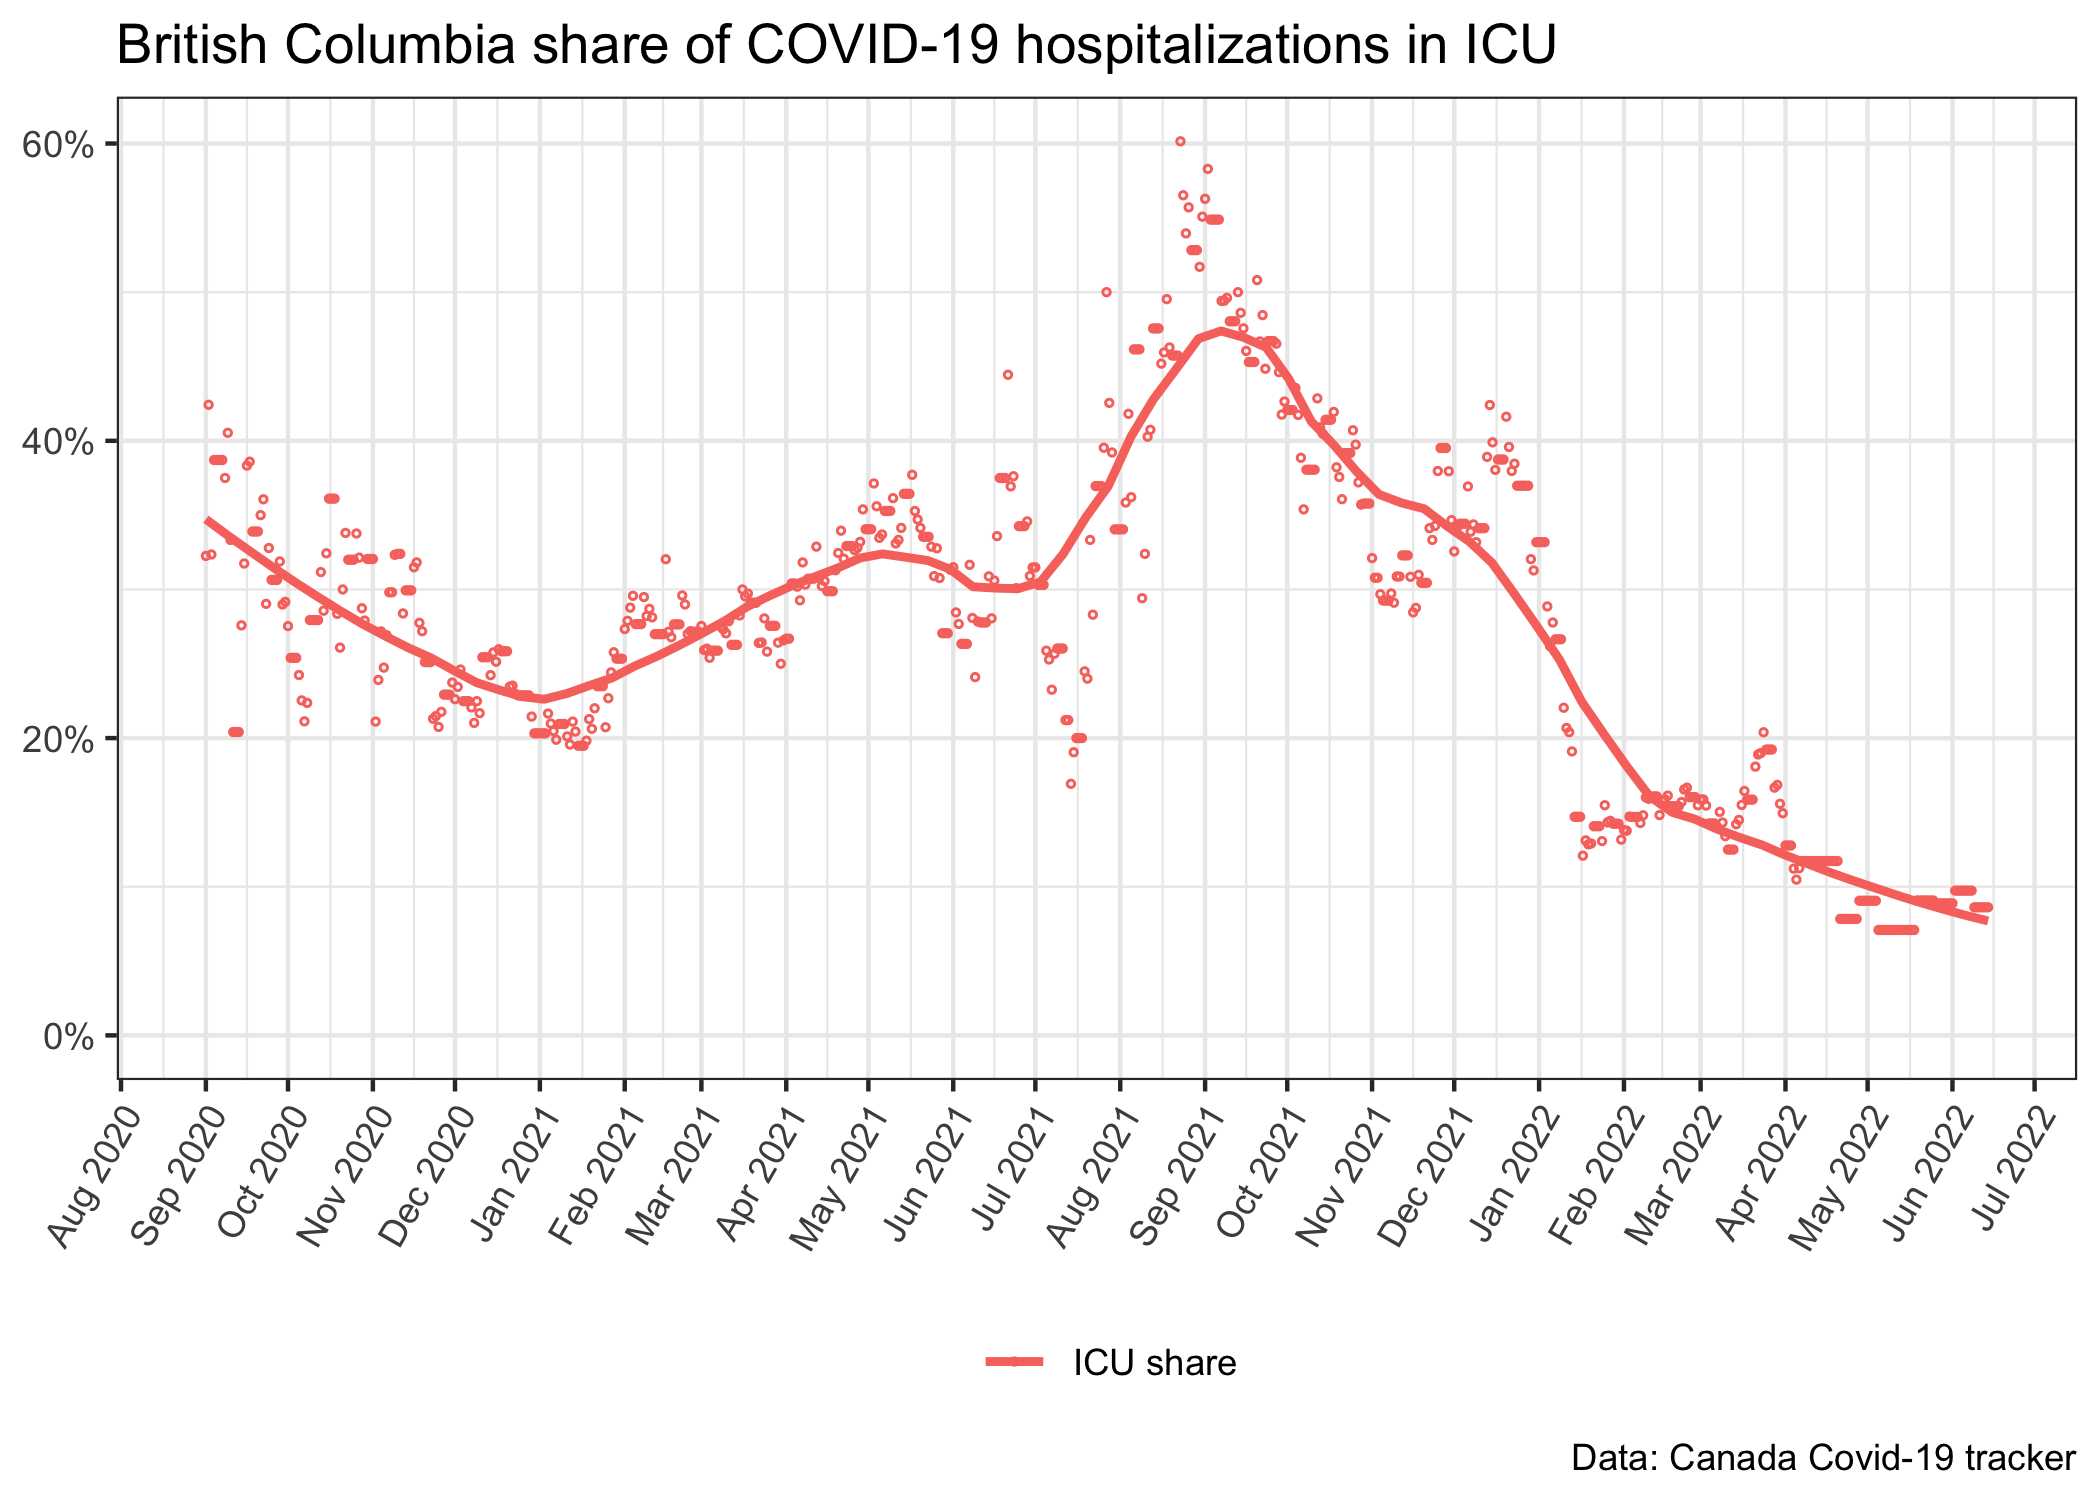 British Columbia share of COVID-19 hospitalizations in ICU
60%
40%
20%
0%
Aug 2020
Sep 2020
Oct 2020
Nov 2020
Dec 2020
Jan 2021
Feb 2021
Mar 2021
Apr 2021
May 2021
Jun 2021
Jul 2021
Aug 2021
Sep 2021
Oct 2021
Nov 2021
Dec 2021
Jan 2022
Feb 2022
Mar 2022
Apr 2022
May 2022
Jun 2022
Jul 2022
ICU share
Data: Canada Covid-19 tracker